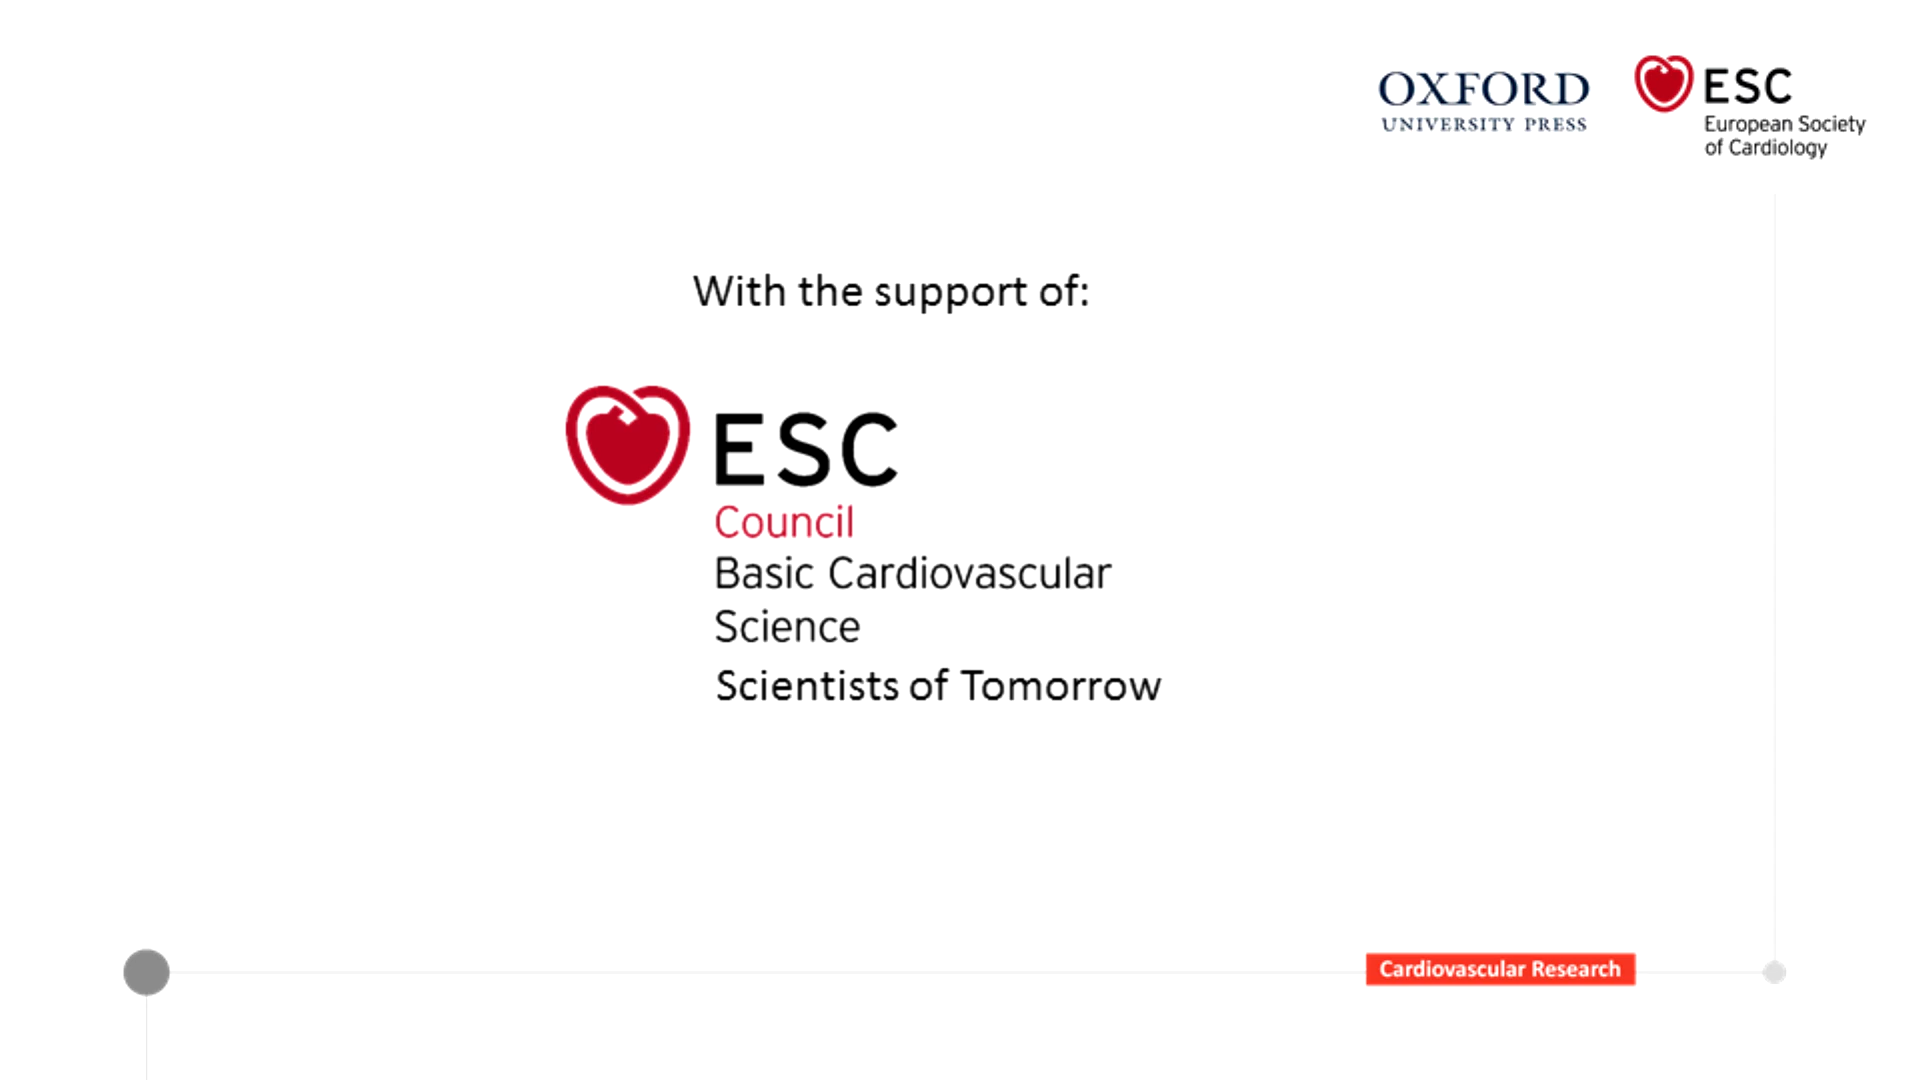 OXFORD
UNIVERSITY PRESS
ESC
European Society
of Cardiology
With the support of:
ESC
Council
Basic Cardiovascular
Science
Scientists of Tomorrow
Cardiovascular Research